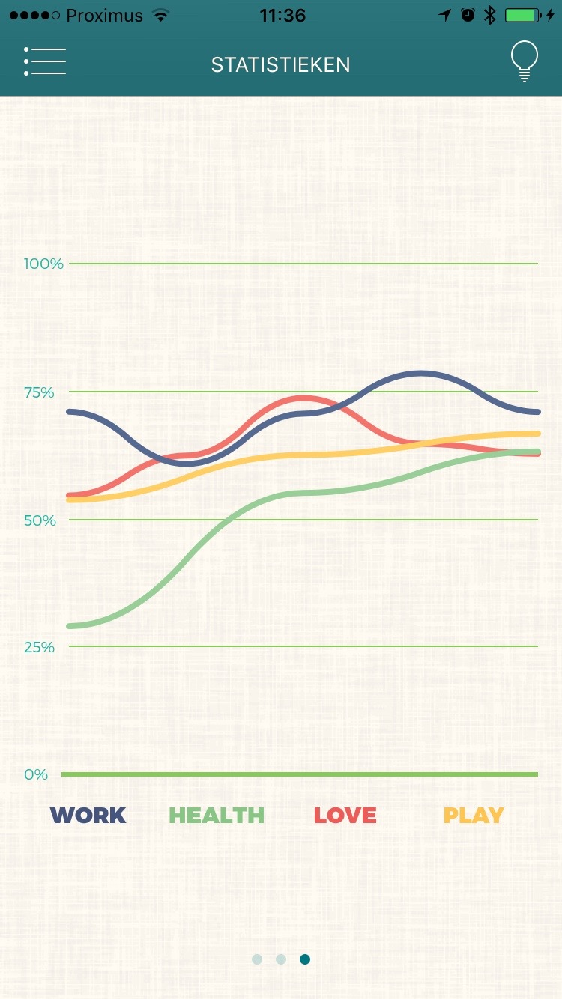 Proximus 11:36
STATISTIEKEN
100%
75%
50%
25%
0%
WORK HEALTH LOVE PLAY